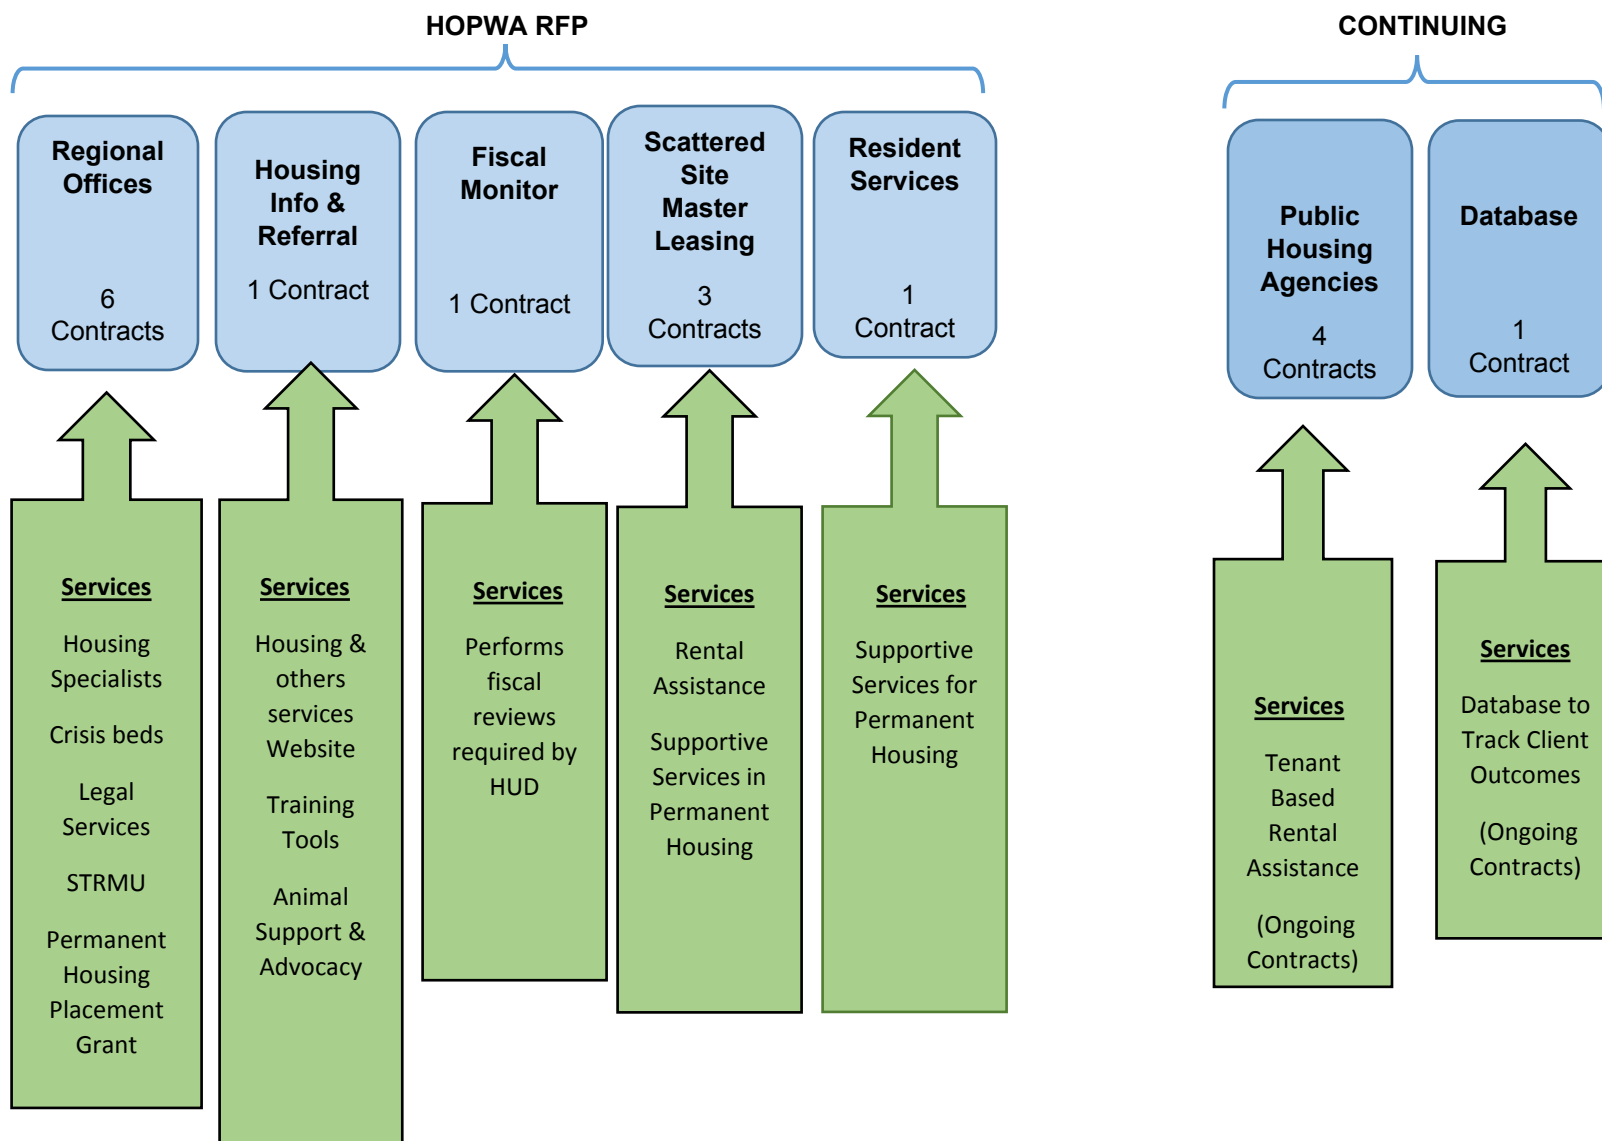 HOPWA RFP
CONTINUING
Regional
Offices
6
Contracts
Housing
Info &
Referral
1 Contract
Fiscal
Monitor
1 Contract
Scattered
Site
Master
Leasing
3
Contracts
Resident
Services
1
Contract
Public
Housing
Agencies
4
Contracts
Database
1
Contract
Services
Housing
Specialists
Crisis beds
Legal
Services
STRMU
Permanent
Housing
Placement
Grant
Services
Housing &
others
services
Website
Training
Tools
Animal
Support &
Advocacy
Services
Performs
fiscal
reviews
required by
HUD
Services
Rental
Assistance
Supportive
Services in
Permanent
Housing
Services
Supportive
Services for
Permanent
Housing
Services
Tenant
Based
Rental
Assistance
(Ongoing
Contracts)
Services
Database to
Track Client
Outcomes
(Ongoing
Contracts)